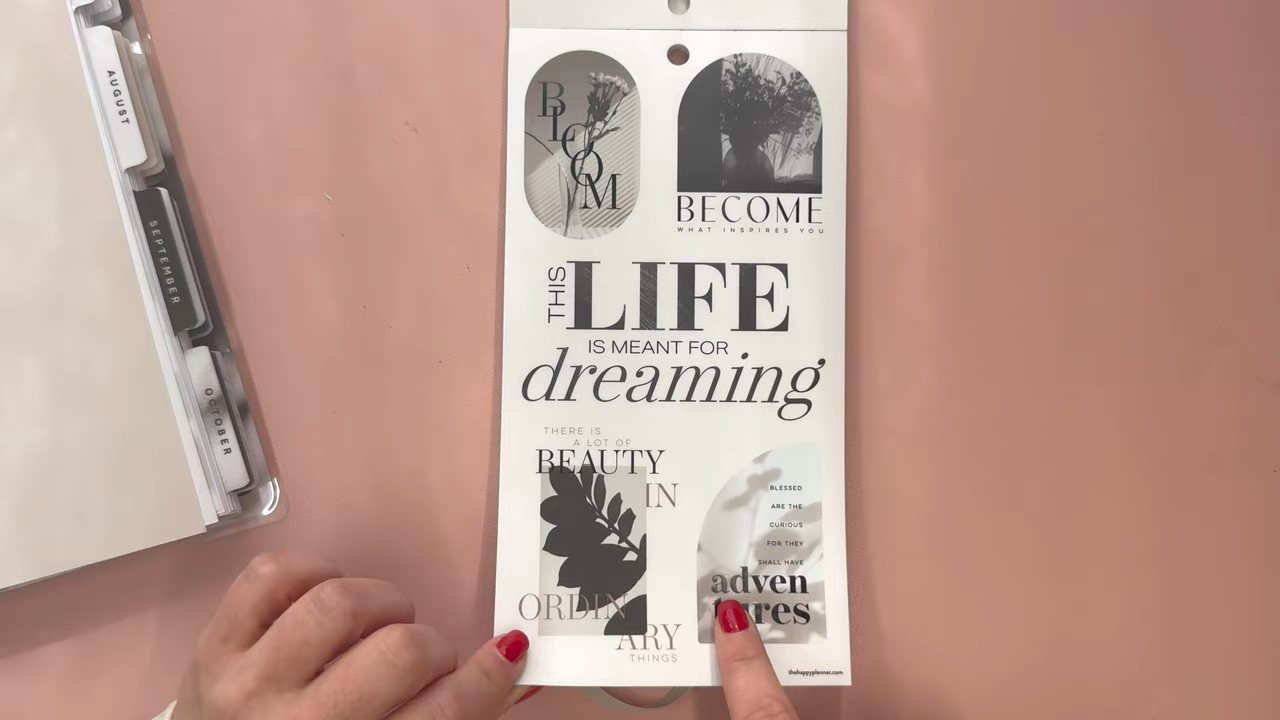 AUGUST
SEPTEMBER
OCTOBER
BLOOM
BECOME
WHAT INSPIRES YOU
THIS
LIFE
IS MEANT FOR
dreaming
THERE IS
A LOT OF
BEAUTY
IN
ORDIN
ARY
THINGS
BLESSED
ARE THE
CURIOUS
FOR THEY
SHALL HAVE
adven
tures
thehappyplanner.com